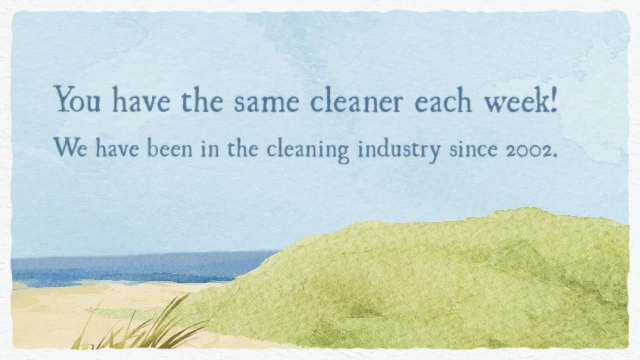 You have the same cleaner each week!
We have been in the cleaning industry since 2002.